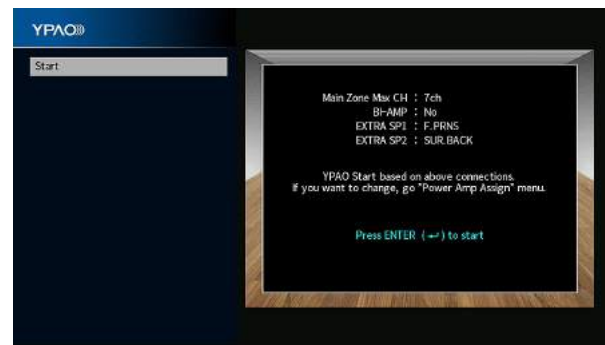 YPAO
Start
Main Zone Max CH : 7ch
BI-AMP : No
EXTRA SP1 : F.PRNS
EXTRA SP2 : SUR.BACK
YPAO Start based on above connections.
If you want to change, go "Power Amp Assign" menu.
Press ENTER (↵) to start